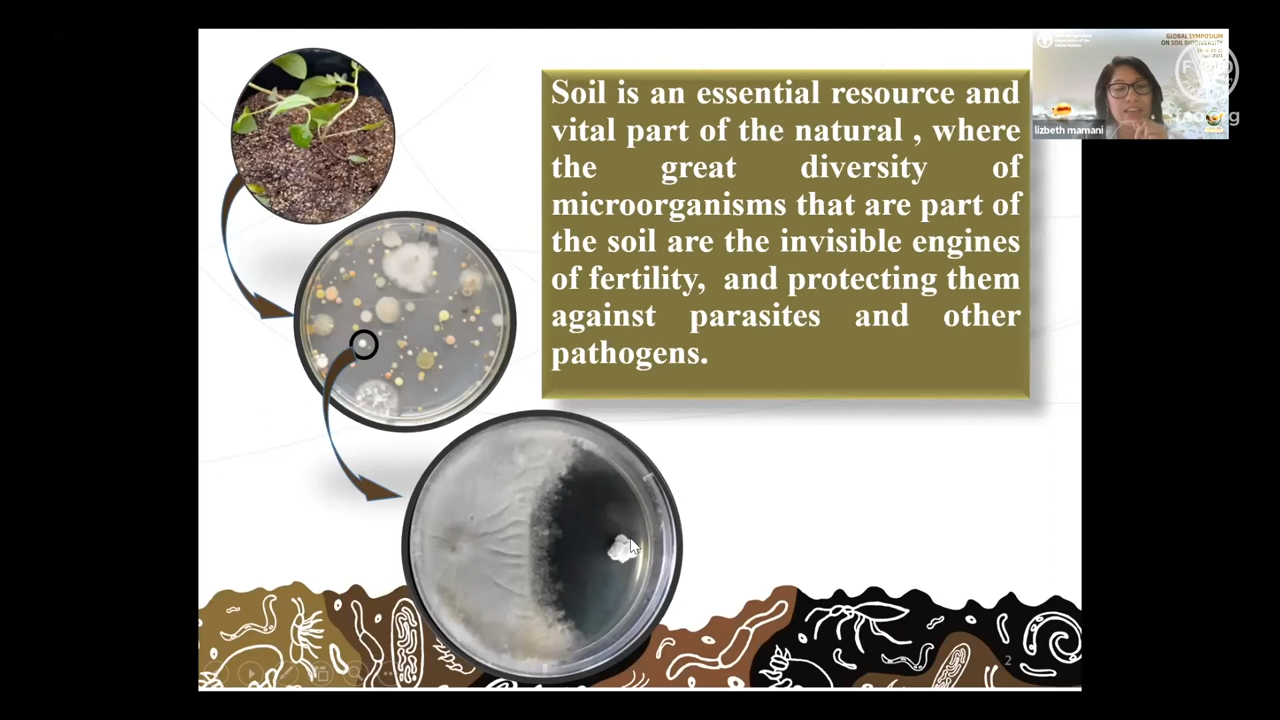 Soil is an essential resource and
vital part of the natural , where
the great diversity of
microorganisms that are part of
the soil are the invisible engines
of fertility, and protecting them
against parasites and other
pathogens.
GLOBAL SYMPOSIUM
ON SOIL BIODIVERSITY
lizbeth mamani
2